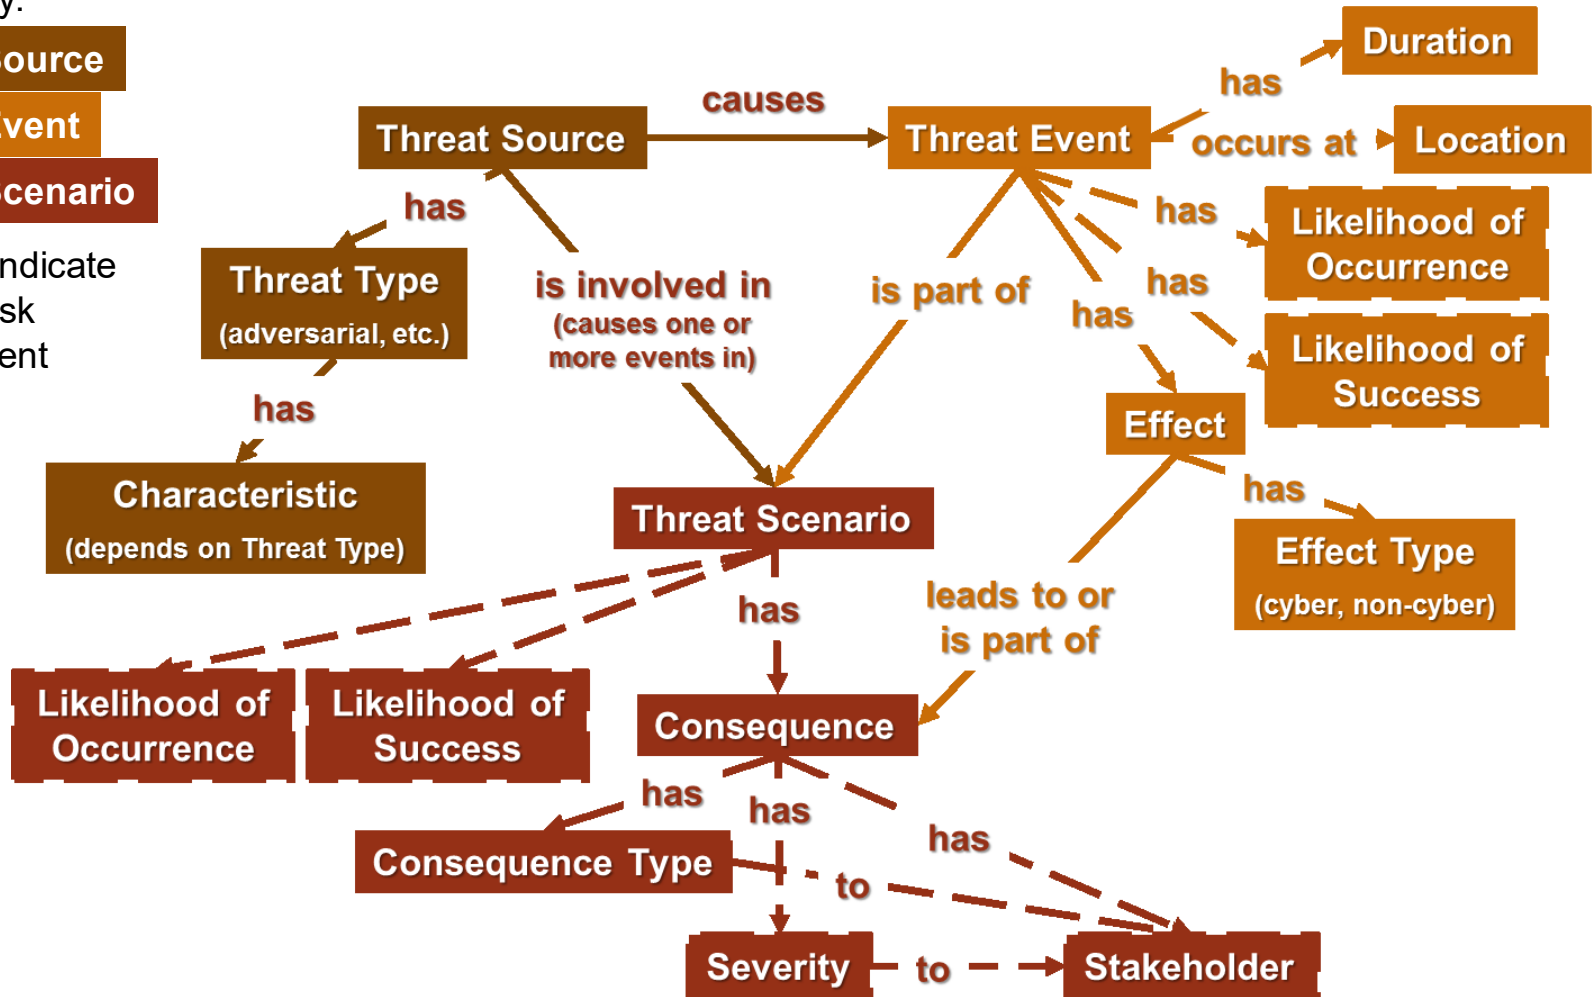 y:
ource
vent
cenario
ndicate
sk
ent
Duration
has
causes
Threat Source
Threat Event
occurs at
Location
has
has
Likelihood of
Occurrence
Threat Type
(adversarial, etc.)
is involved in
(causes one or
more events in)
is part of
has
has
Likelihood of
Success
has
Effect
Characteristic
(depends on Threat Type)
has
Threat Scenario
Effect Type
(cyber, non-cyber)
has
leads to or
is part of
Likelihood of
Occurrence
Likelihood of
Success
Consequence
has
has
has
Consequence Type
to
Severity
to
Stakeholder